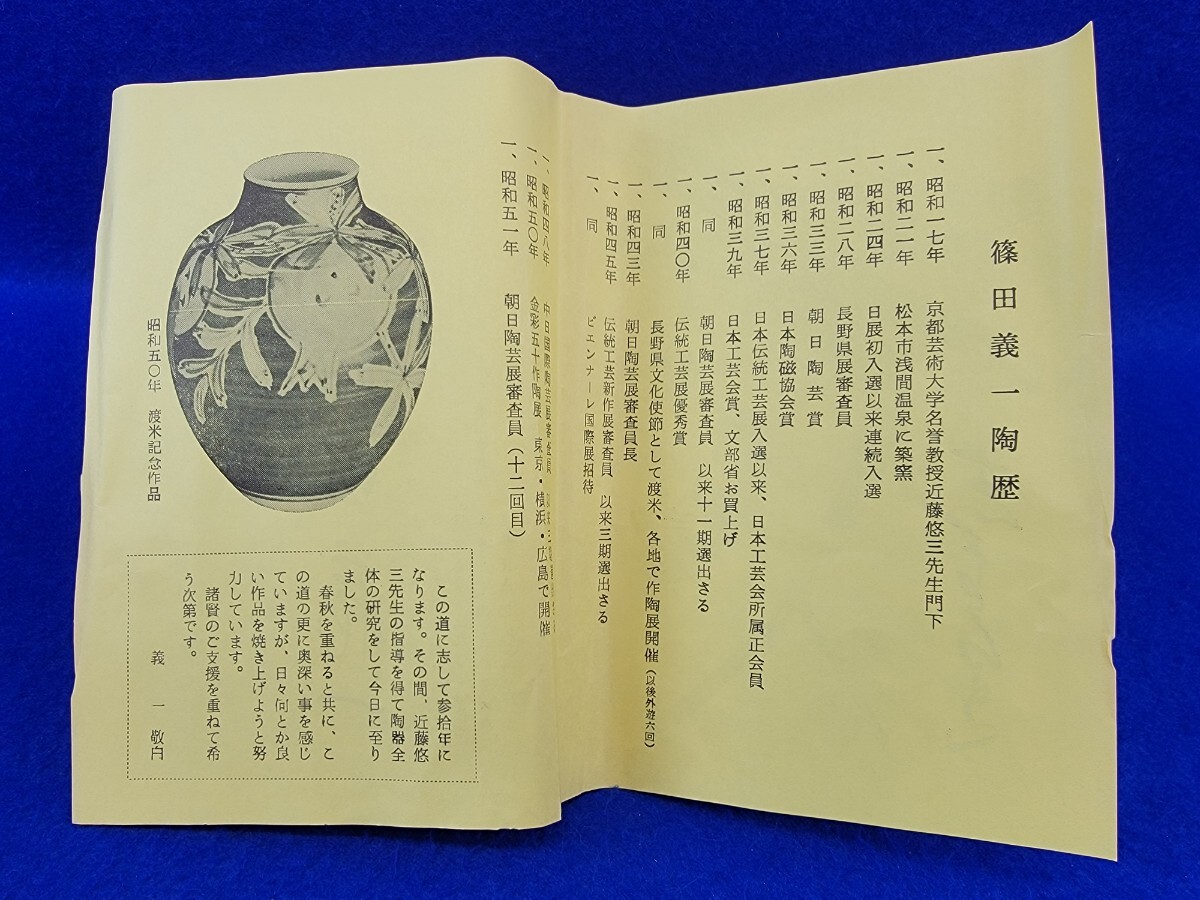 篠田義一陶歴
一、昭和一七年 京都芸術大学名誉教授近藤悠三先生門下
一、昭和二一年 松本市浅間温泉に築窯
一、昭和二四年 日展初入選以来連続入選
一、昭和二八年 長野県展審査員
一、昭和三三年 朝日陶芸賞
一、昭和三六年 日本陶磁協会賞
一、昭和三七年 日本伝統工芸展入選以来、日本工芸会所属正会員
一、昭和三九年 日本工芸会賞、文部省お買上げ
一、同 朝日陶芸展審査員 以来十一期選出さる
一、昭和四〇年 伝統工芸展優秀賞
一、同 長野県文化使節として渡米、各地で作陶展開催(以後外遊六回)
一、昭和四三年 朝日陶芸展審査員長
一、昭和四五年 伝統工芸新作展審査員 以来三期選出さる
一、同 ビエンナーレ国際展招待
一、昭和四八年 中日国際陶芸展審査員
一、昭和五〇年 金彩五十作陶展 東京・横浜・広島で開催
一、昭和五一年 朝日陶芸展審査員(十二回目)
昭和五〇年 渡米記念作品
この道に志して参拾年に
なります。その間、近藤悠
三先生の指導を得て陶器全
体の研究をして今日に至り
ました。
春秋を重ねると共に、こ
の道の更に奥深い事を感じ
ていますが、日々何とか良
い作品を焼き上げようと努
力しています。
諸賢のご支援を重ねて希
う次第です。
義一敬白